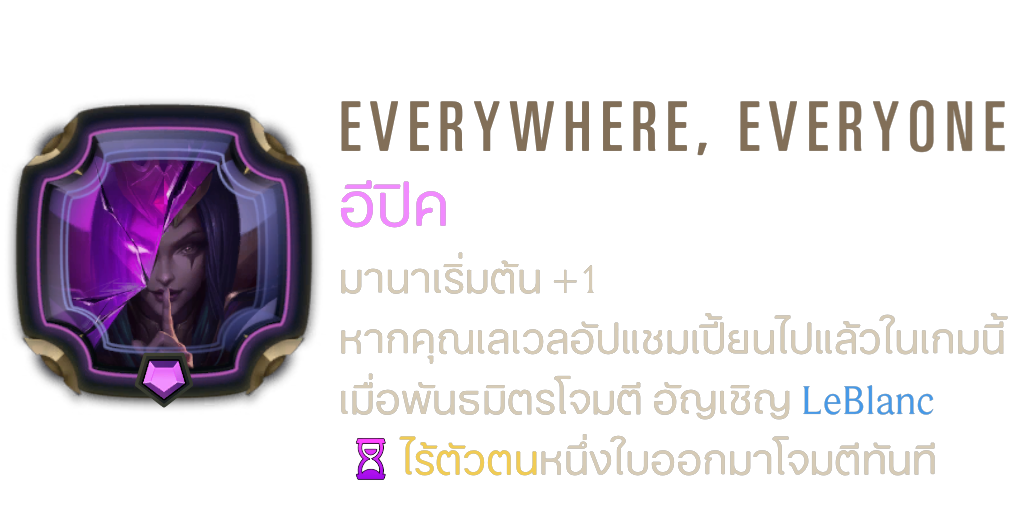 EVERYWHERE, EVERYONE
อีปิค
มานาเริ่มต้น +1
หากคุณเลเวลอัปแชมเปี้ยนไปแล้วในเกมนี้
เมื่อพันธมิตรโจมตี อัญเชิญ LeBlanc
ไร้ตัวตนหนึ่งใบออกมาโจมตีทันที